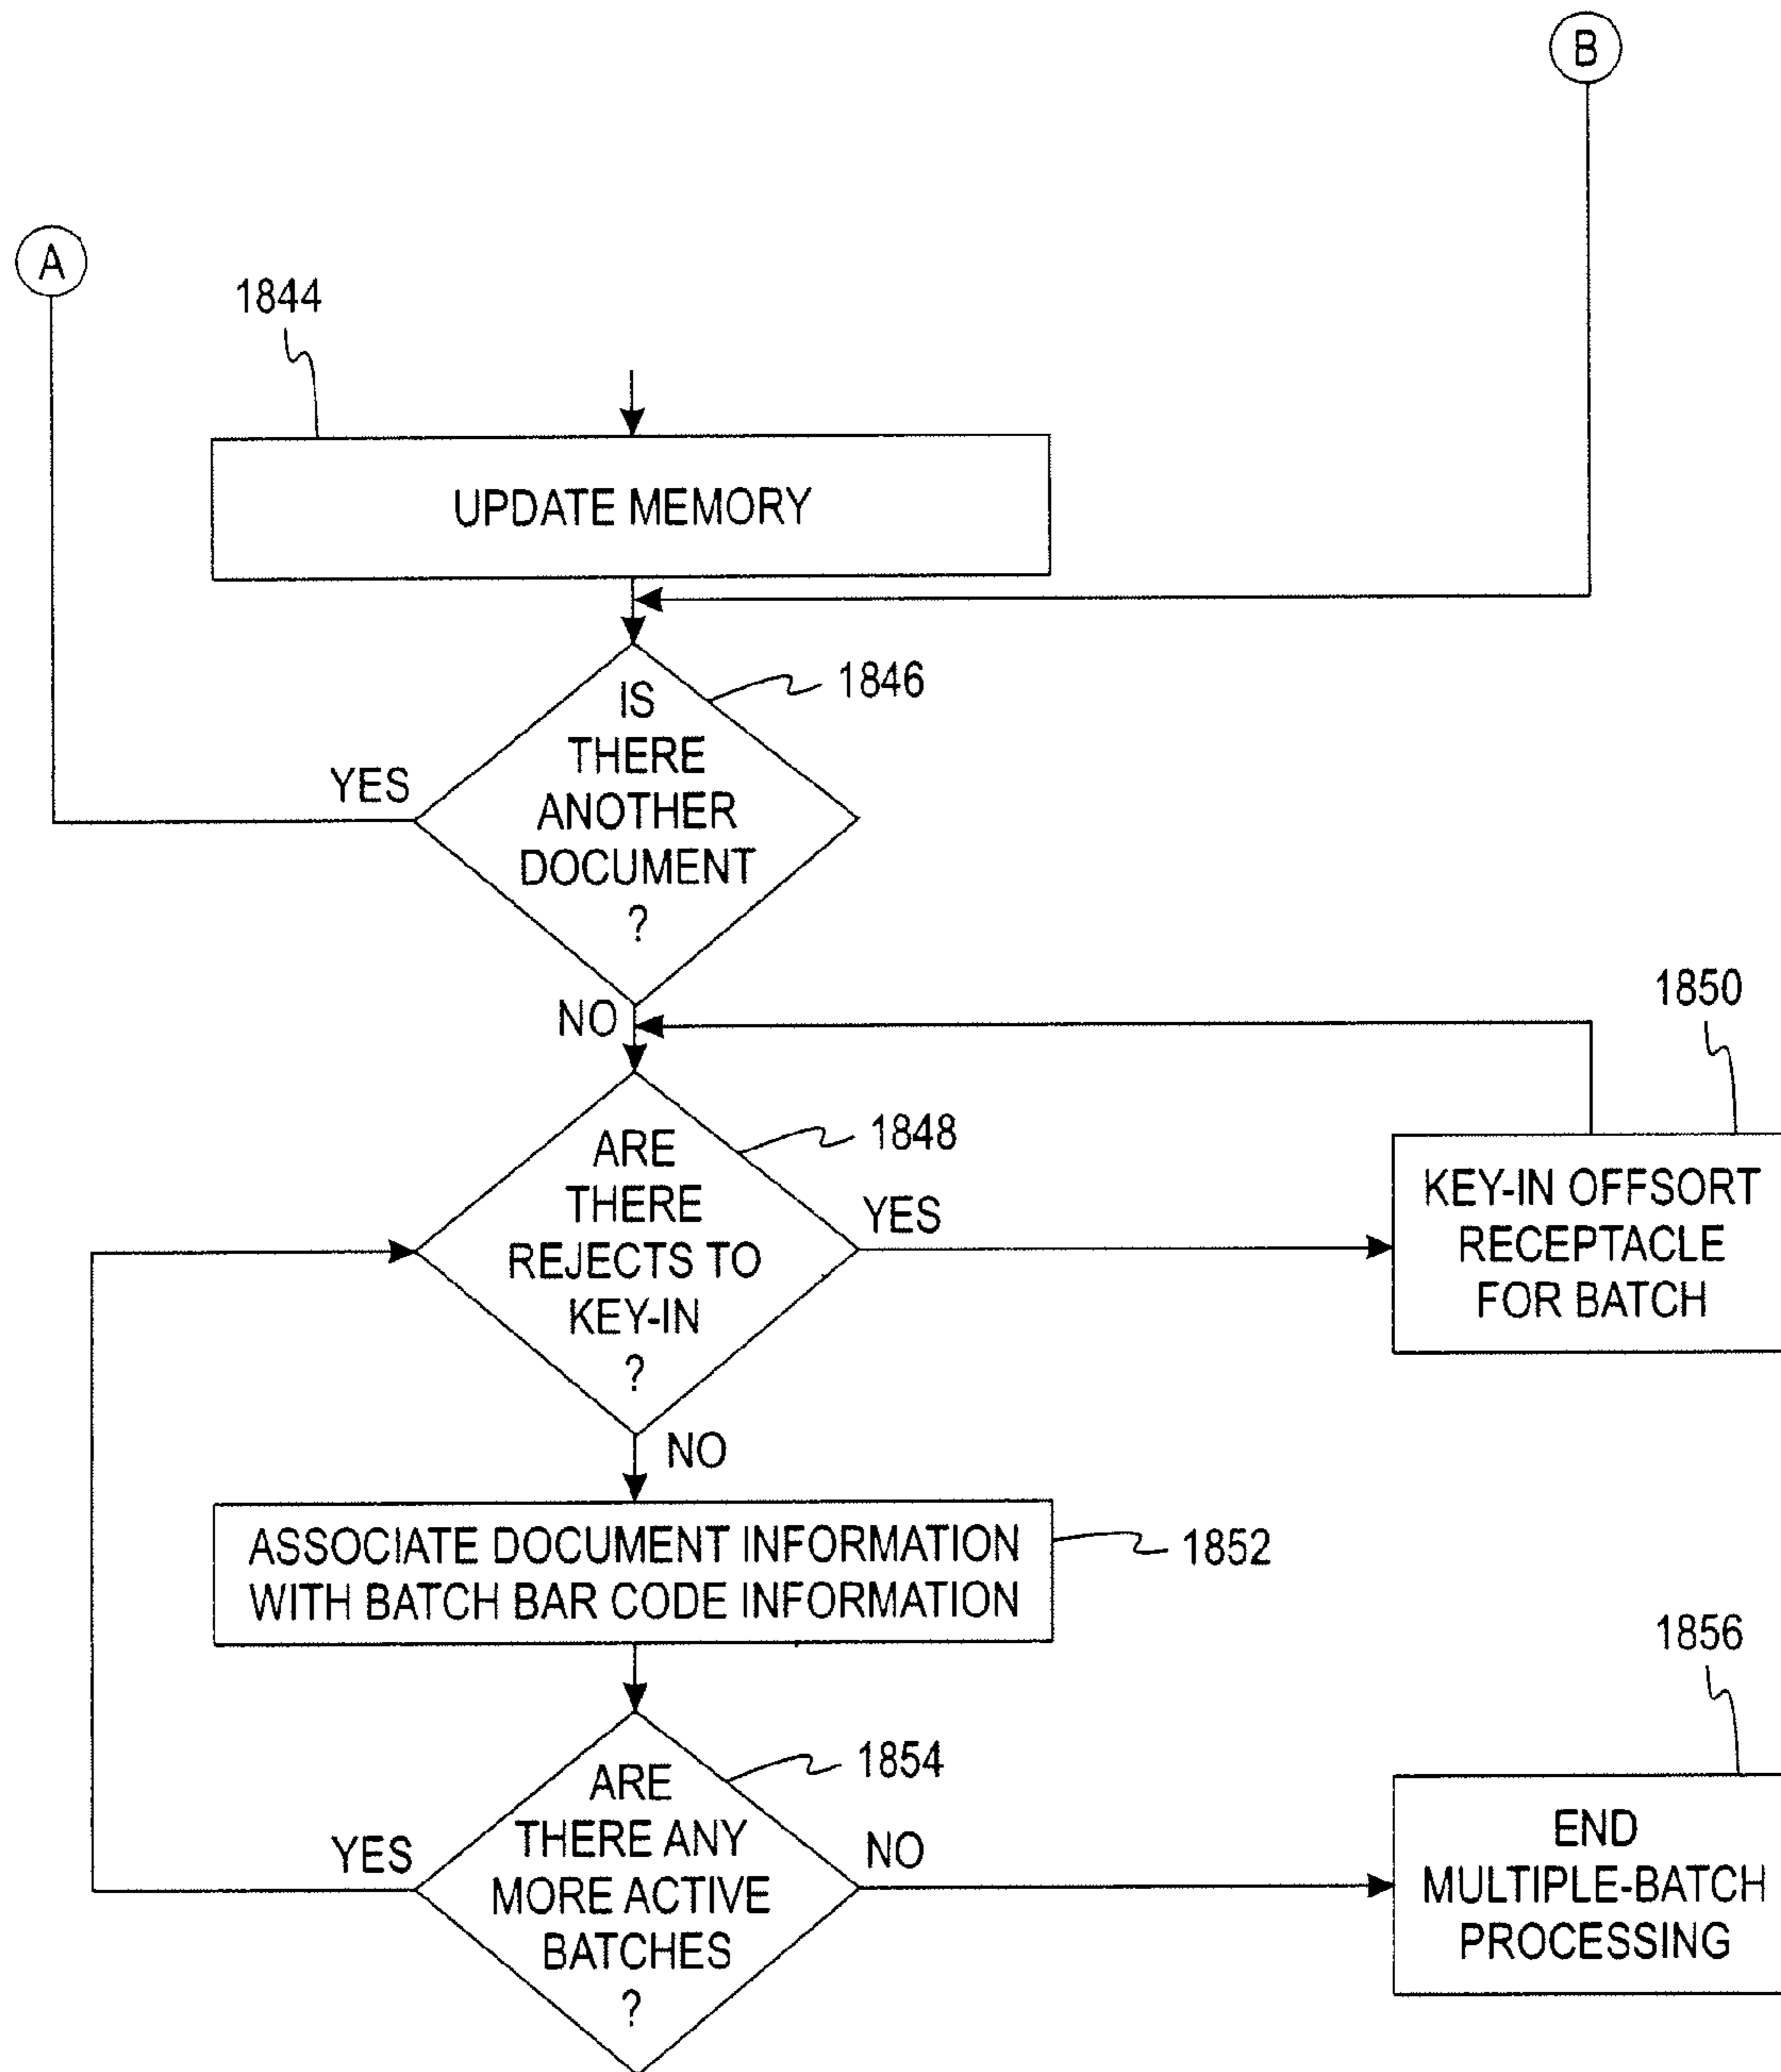 B
A
1844
UPDATE MEMORY
1846
IS
THERE
ANOTHER
DOCUMENT
?
YES
NO
1850
1848
ARE
THERE
REJECTS TO
KEY-IN
?
YES
KEY-IN OFFSORT
RECEPTACLE
FOR BATCH
NO
ASSOCIATE DOCUMENT INFORMATION
WITH BATCH BAR CODE INFORMATION
1852
1856
1854
ARE
THERE ANY
MORE ACTIVE
BATCHES
?
YES
NO
END
MULTIPLE-BATCH
PROCESSING